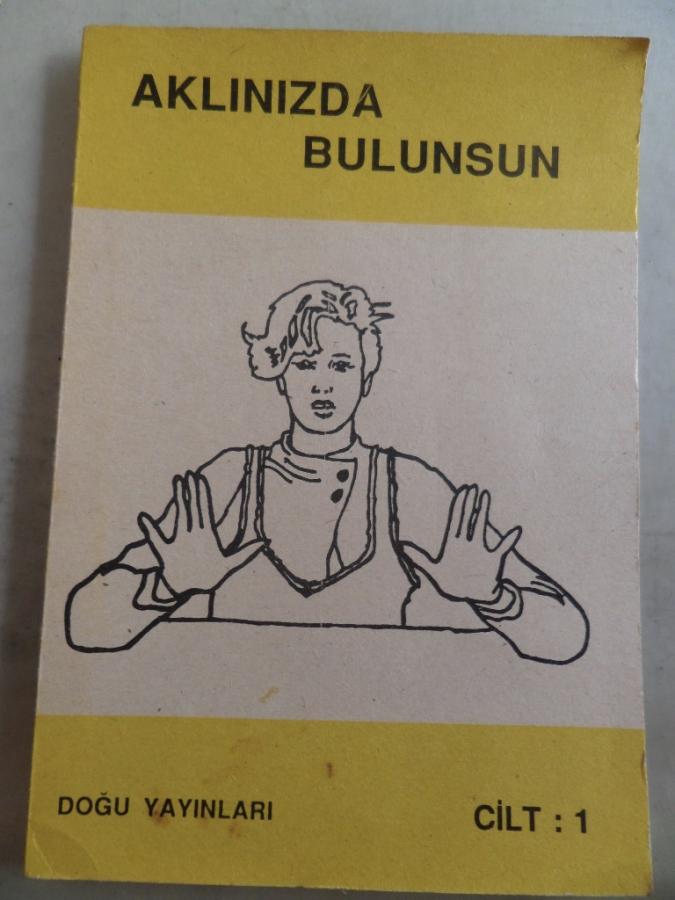 AKLINIZDA
BULUNSUN
DOĞU YAYINLARI
CİLT : 1